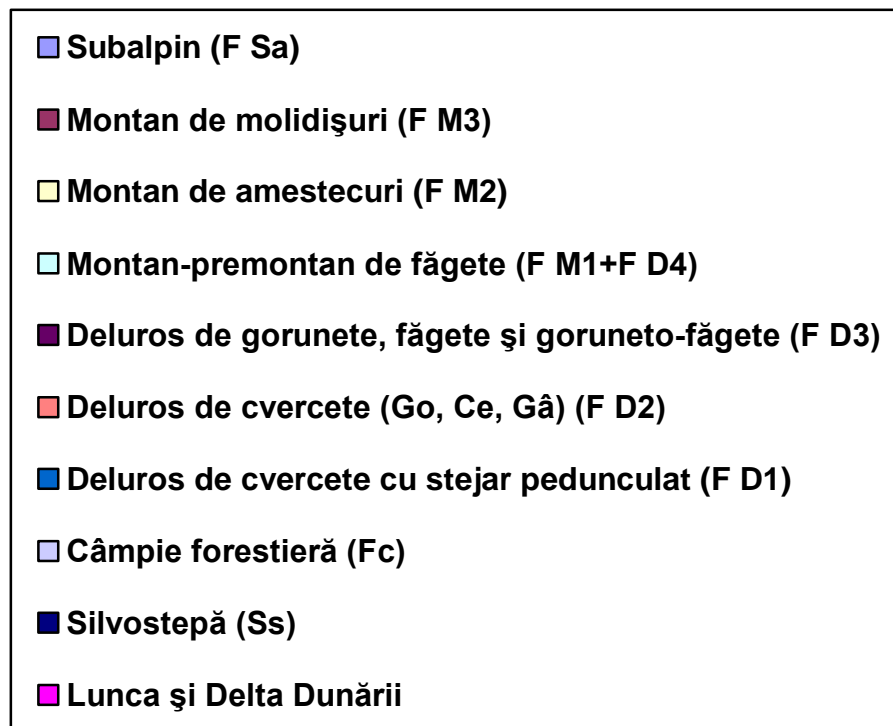 Subalpin (F Sa)
Montan de molidişuri (F M3)
Montan de amestecuri (F M2)
Montan-premontan de făgete (F M1+F D4)
Deluros de gorunete, făgete şi goruneto-făgete (F D3)
Deluros de cvercete (Go, Ce, Gâ) (F D2)
Deluros de cvercete cu stejar pedunculat (F D1)
Câmpie forestieră (Fc)
Silvostepă (Ss)
Lunca şi Delta Dunării